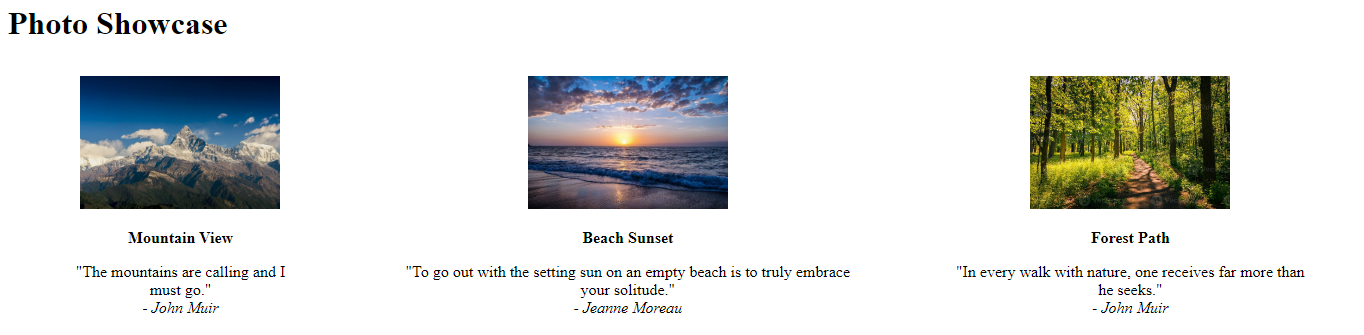 Photo Showcase
Mountain View
"The mountains are calling and I
must go."
- John Muir
Beach Sunset
"To go out with the setting sun on an empty beach is to truly embrace
your solitude."
- Jeanne Moreau
Forest Path
"In every walk with nature, one receives far more than
he seeks."
- John Muir